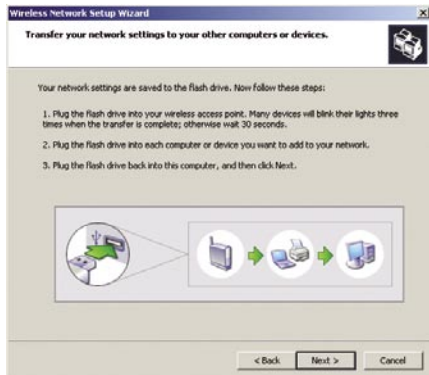 Wireless Network Setup Wizard
Transfer your network settings to your other computers or devices.
Your network settings are saved to the flash drive. Now follow these steps:
1. Plug the flash drive into your wireless access point. Many devices will blink their lights three
times when the transfer is complete; otherwise wait 30 seconds.
2. Plug the flash drive into each computer or device you want to add to your network.
3. Plug the flash drive back into this computer, and then click Next.
< Back Next > Cancel